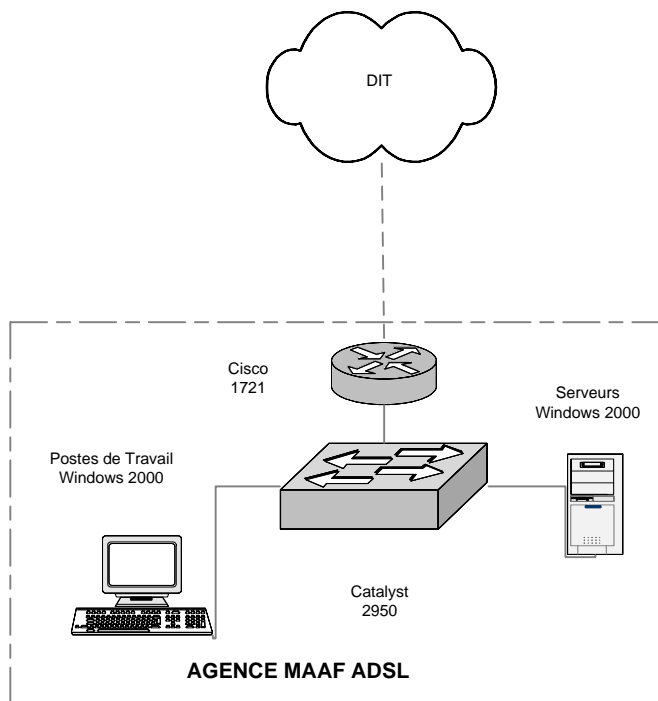 DIT
Cisco
1721
Serveurs
Windows 2000
Postes de Travail
Windows 2000
Catalyst
2950
AGENCE MAAF ADSL